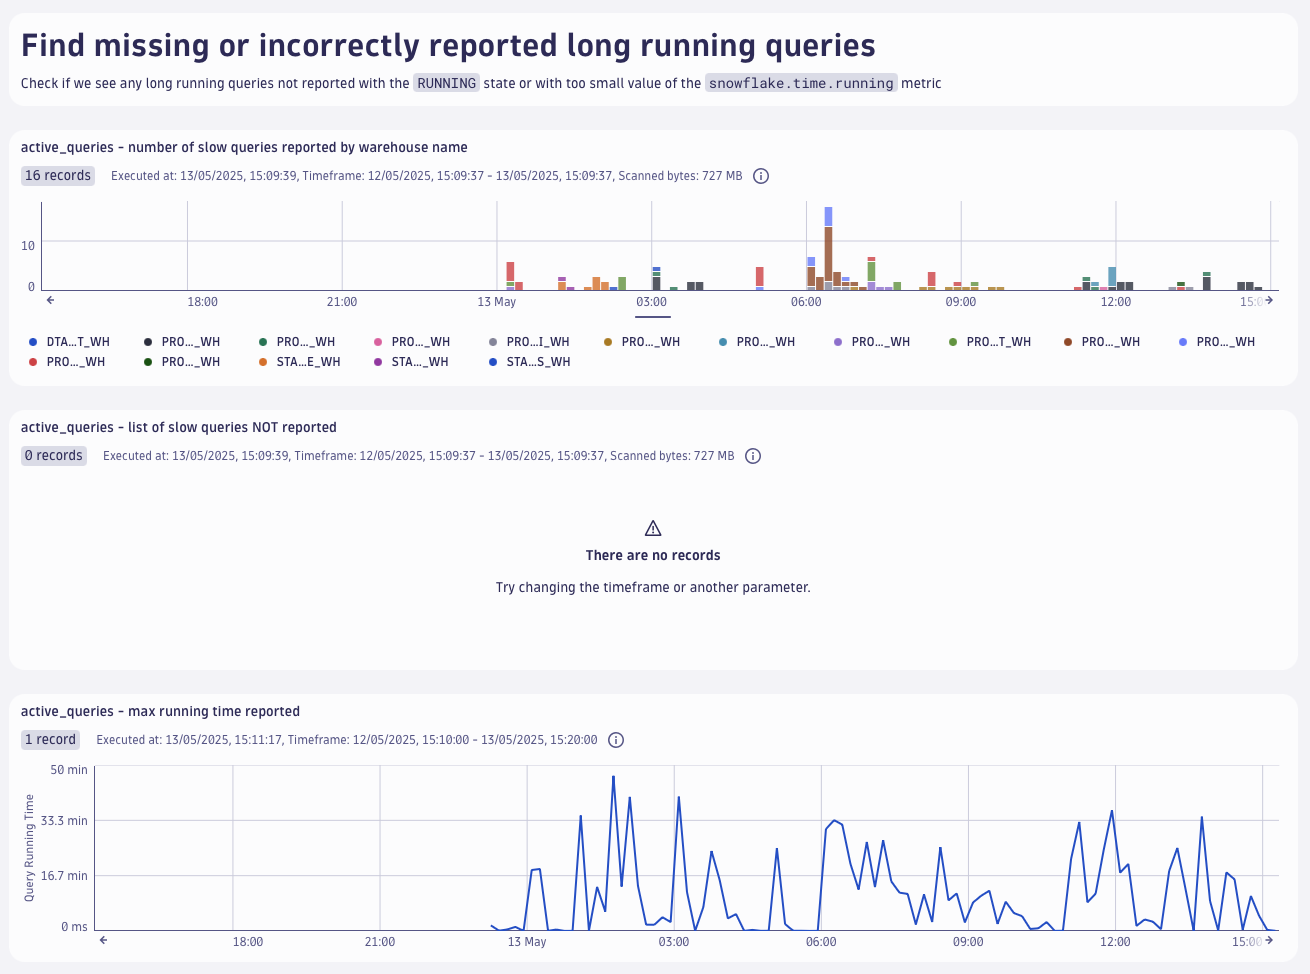 Find missing or incorrectly reported long running queries
Check if we see any long running queries not reported with the RUNNING state or with too small value of the snowflake.time.running metric
active_queries - number of slow queries reported by warehouse name
16 records Executed at: 13/05/2025, 15:09:39, Timeframe: 12/05/2025, 15:09:37 - 13/05/2025, 15:09:37, Scanned bytes: 727 MB
10
0
18:00 21:00 13 May 03:00 06:00 09:00 12:00 15:0
DTA...T_WH PRO..._WH PRO..._WH PRO..._WH PRO...I_WH PRO..._WH PRO..._WH PRO..._WH PRO...T_WH PRO..._WH PRO..._WH
PRO..._WH PRO..._WH STA...E_WH STA..._WH STA...S_WH
active_queries - list of slow queries NOT reported
0 records Executed at: 13/05/2025, 15:09:39, Timeframe: 12/05/2025, 15:09:37 - 13/05/2025, 15:09:37, Scanned bytes: 727 MB
There are no records
Try changing the timeframe or another parameter.
active_queries - max running time reported
1 record Executed at: 13/05/2025, 15:11:17, Timeframe: 12/05/2025, 15:10:00 - 13/05/2025, 15:20:00
Query Running Time
50 min
33.3 min
16.7 min
0 ms
18:00 21:00 13 May 03:00 06:00 09:00 12:00 15:00